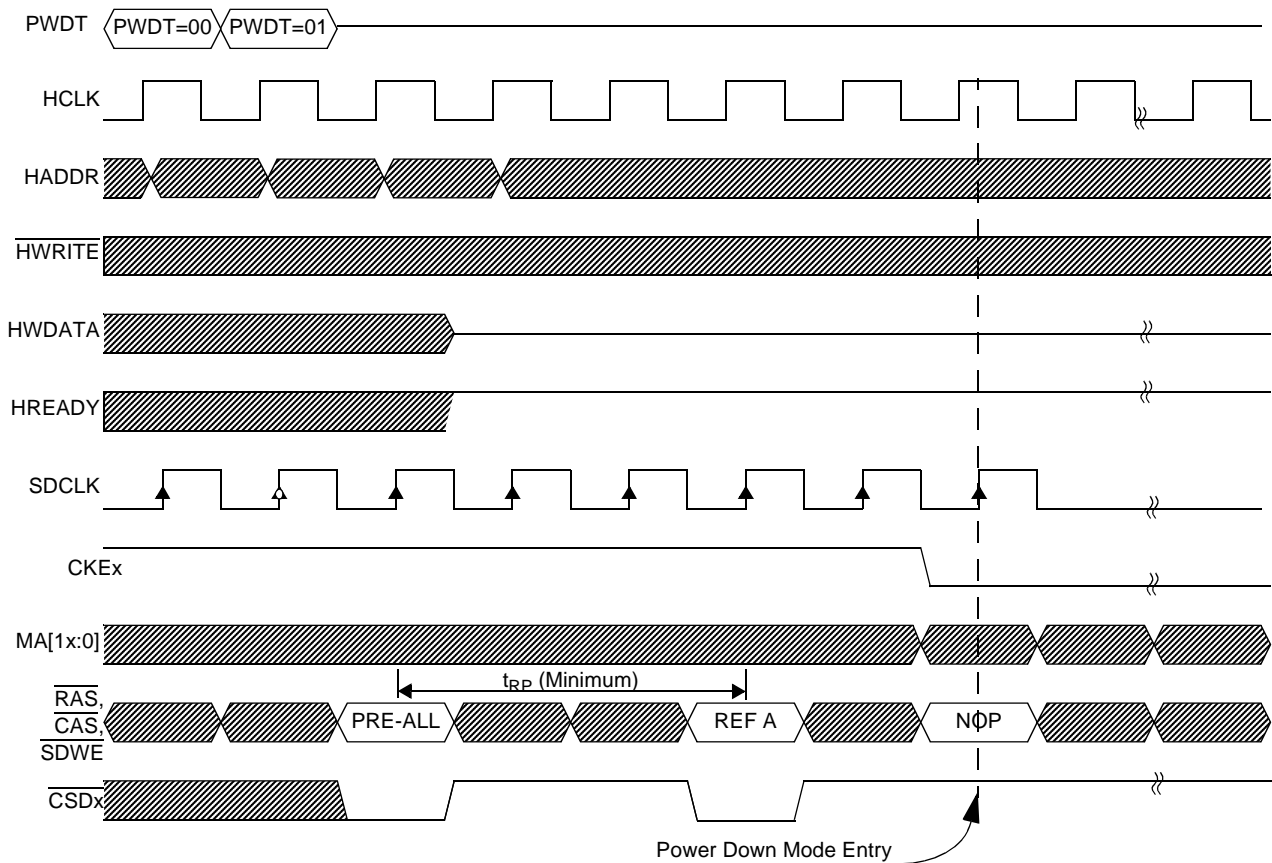 PWDT
PWDT=00
PWDT=01
HCLK
HADDR
HWRITE
HWDATA
HREADY
SDCLK
CKEx
MA[1x:0]
tRP (Minimum)
RAS,
CAS,
SDWE
PRE-ALL
REF A
NOP
CSDx
Power Down Mode Entry